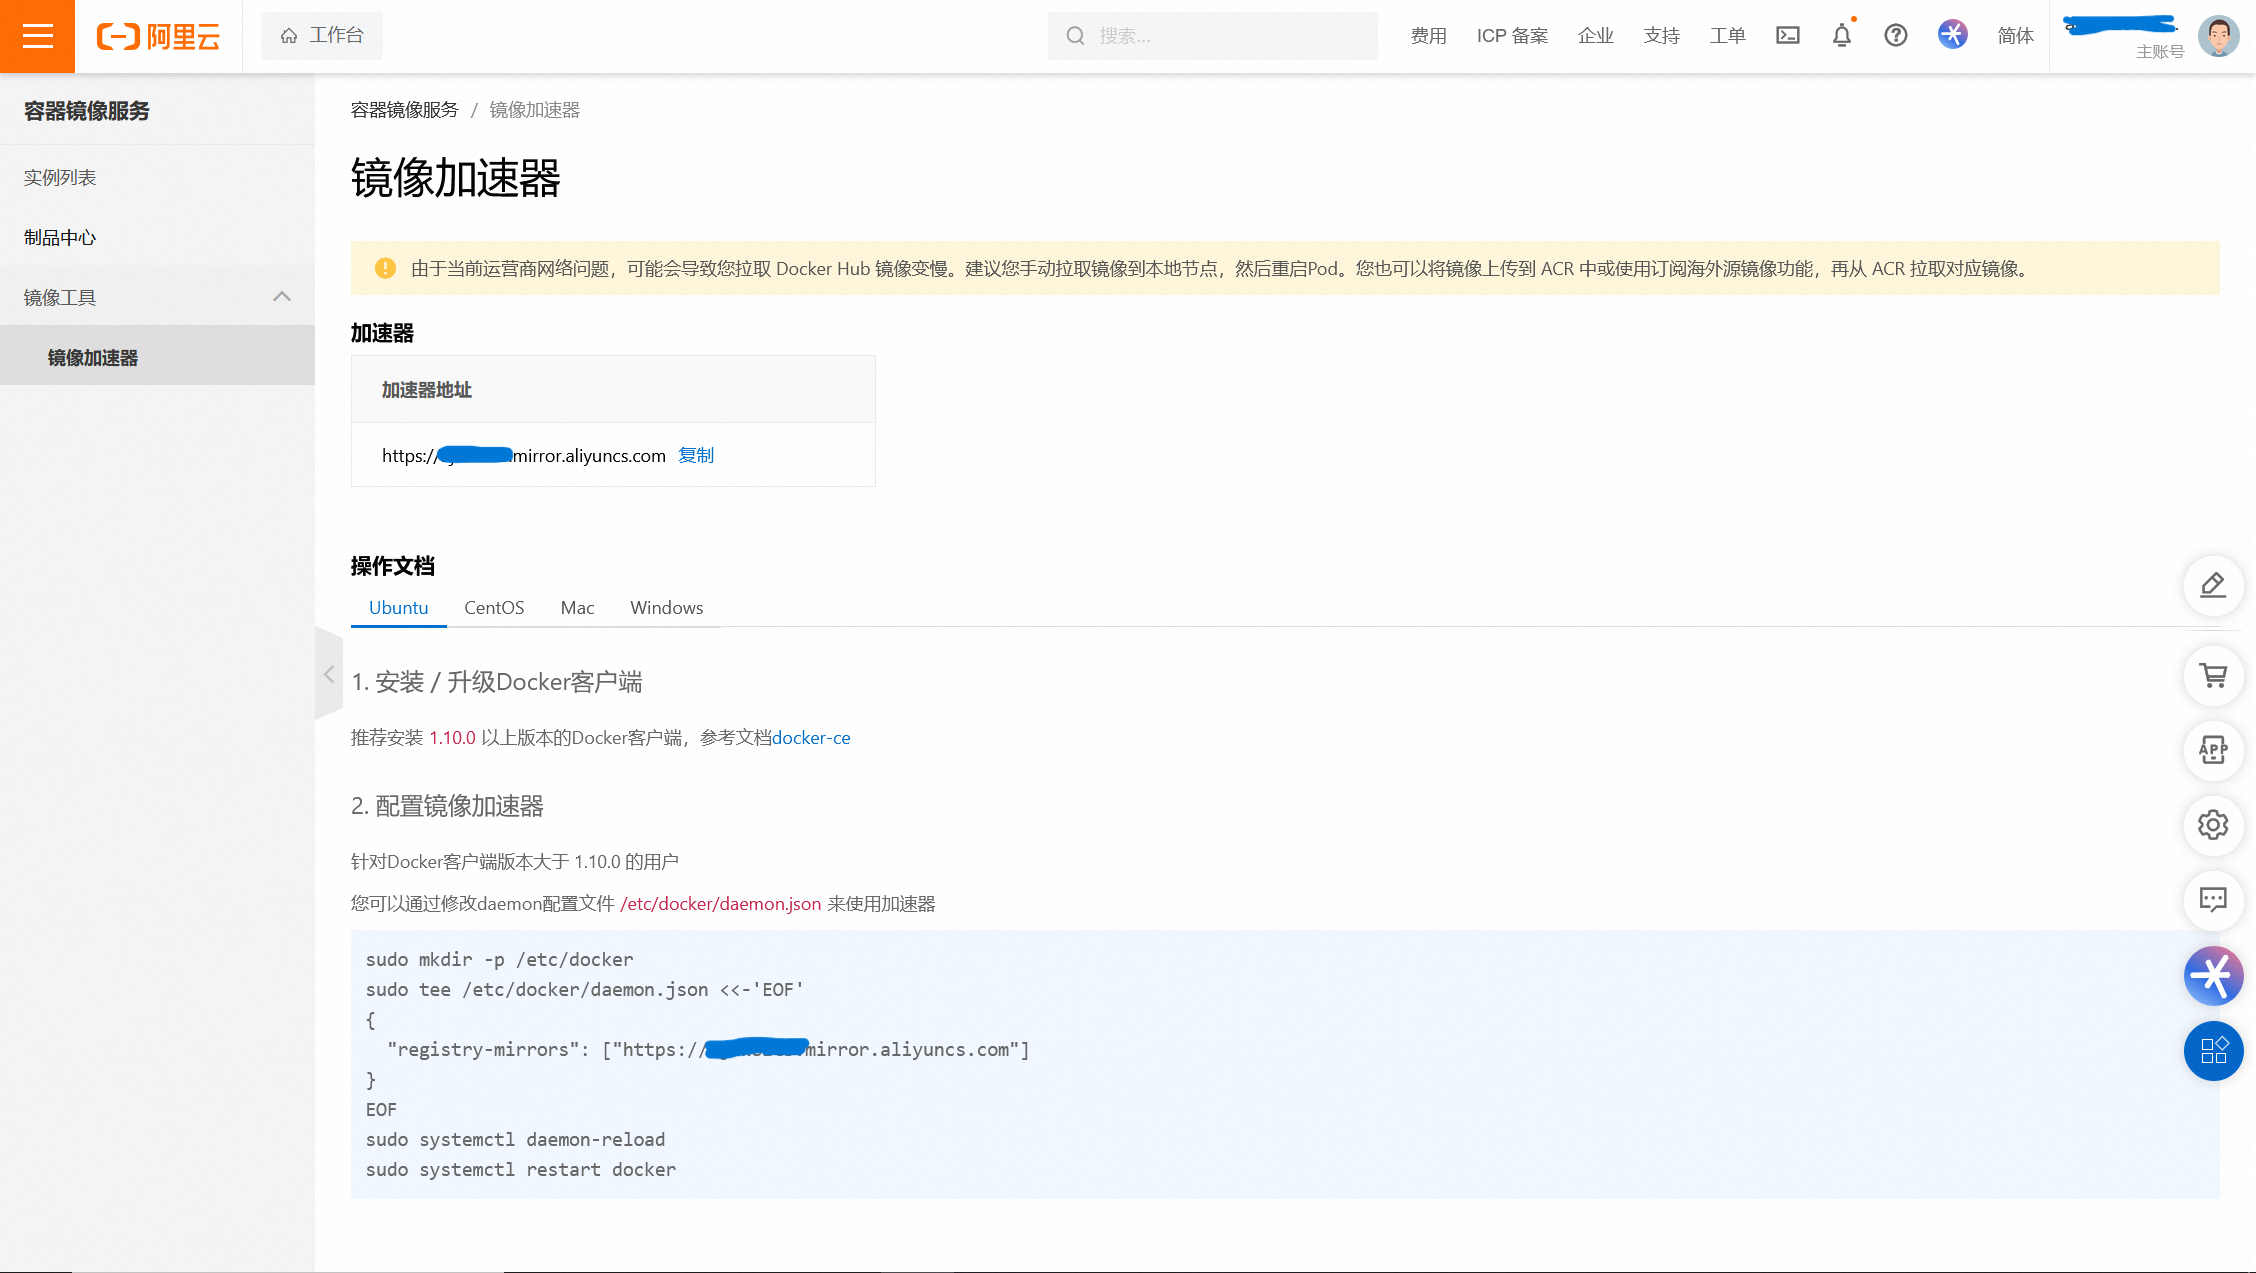 阿里云
工作台
搜索...
费用
ICP 备案
企业
支持
工单
简体
主账号
容器镜像服务
实例列表
制品中心
镜像工具
镜像加速器
容器镜像服务 / 镜像加速器
镜像加速器
由于当前运营商网络问题，可能会导致您拉取 Docker Hub 镜像变慢。建议您手动拉取镜像到本地节点，然后重启Pod。您也可以将镜像上传到 ACR 中或使用订阅海外源镜像功能，再从 ACR 拉取对应镜像。
加速器
加速器地址
https:// mirror.aliyuncs.com 复制
操作文档
Ubuntu CentOS Mac Windows
1. 安装 / 升级Docker客户端
推荐安装 1.10.0 以上版本的Docker客户端，参考文档docker-ce
2. 配置镜像加速器
针对Docker客户端版本大于 1.10.0 的用户
您可以通过修改daemon配置文件 /etc/docker/daemon.json 来使用加速器
sudo mkdir -p /etc/docker
sudo tee /etc/docker/daemon.json <<-'EOF'
{
  "registry-mirrors": ["https:// mirror.aliyuncs.com"]
}
EOF
sudo systemctl daemon-reload
sudo systemctl restart docker
APP